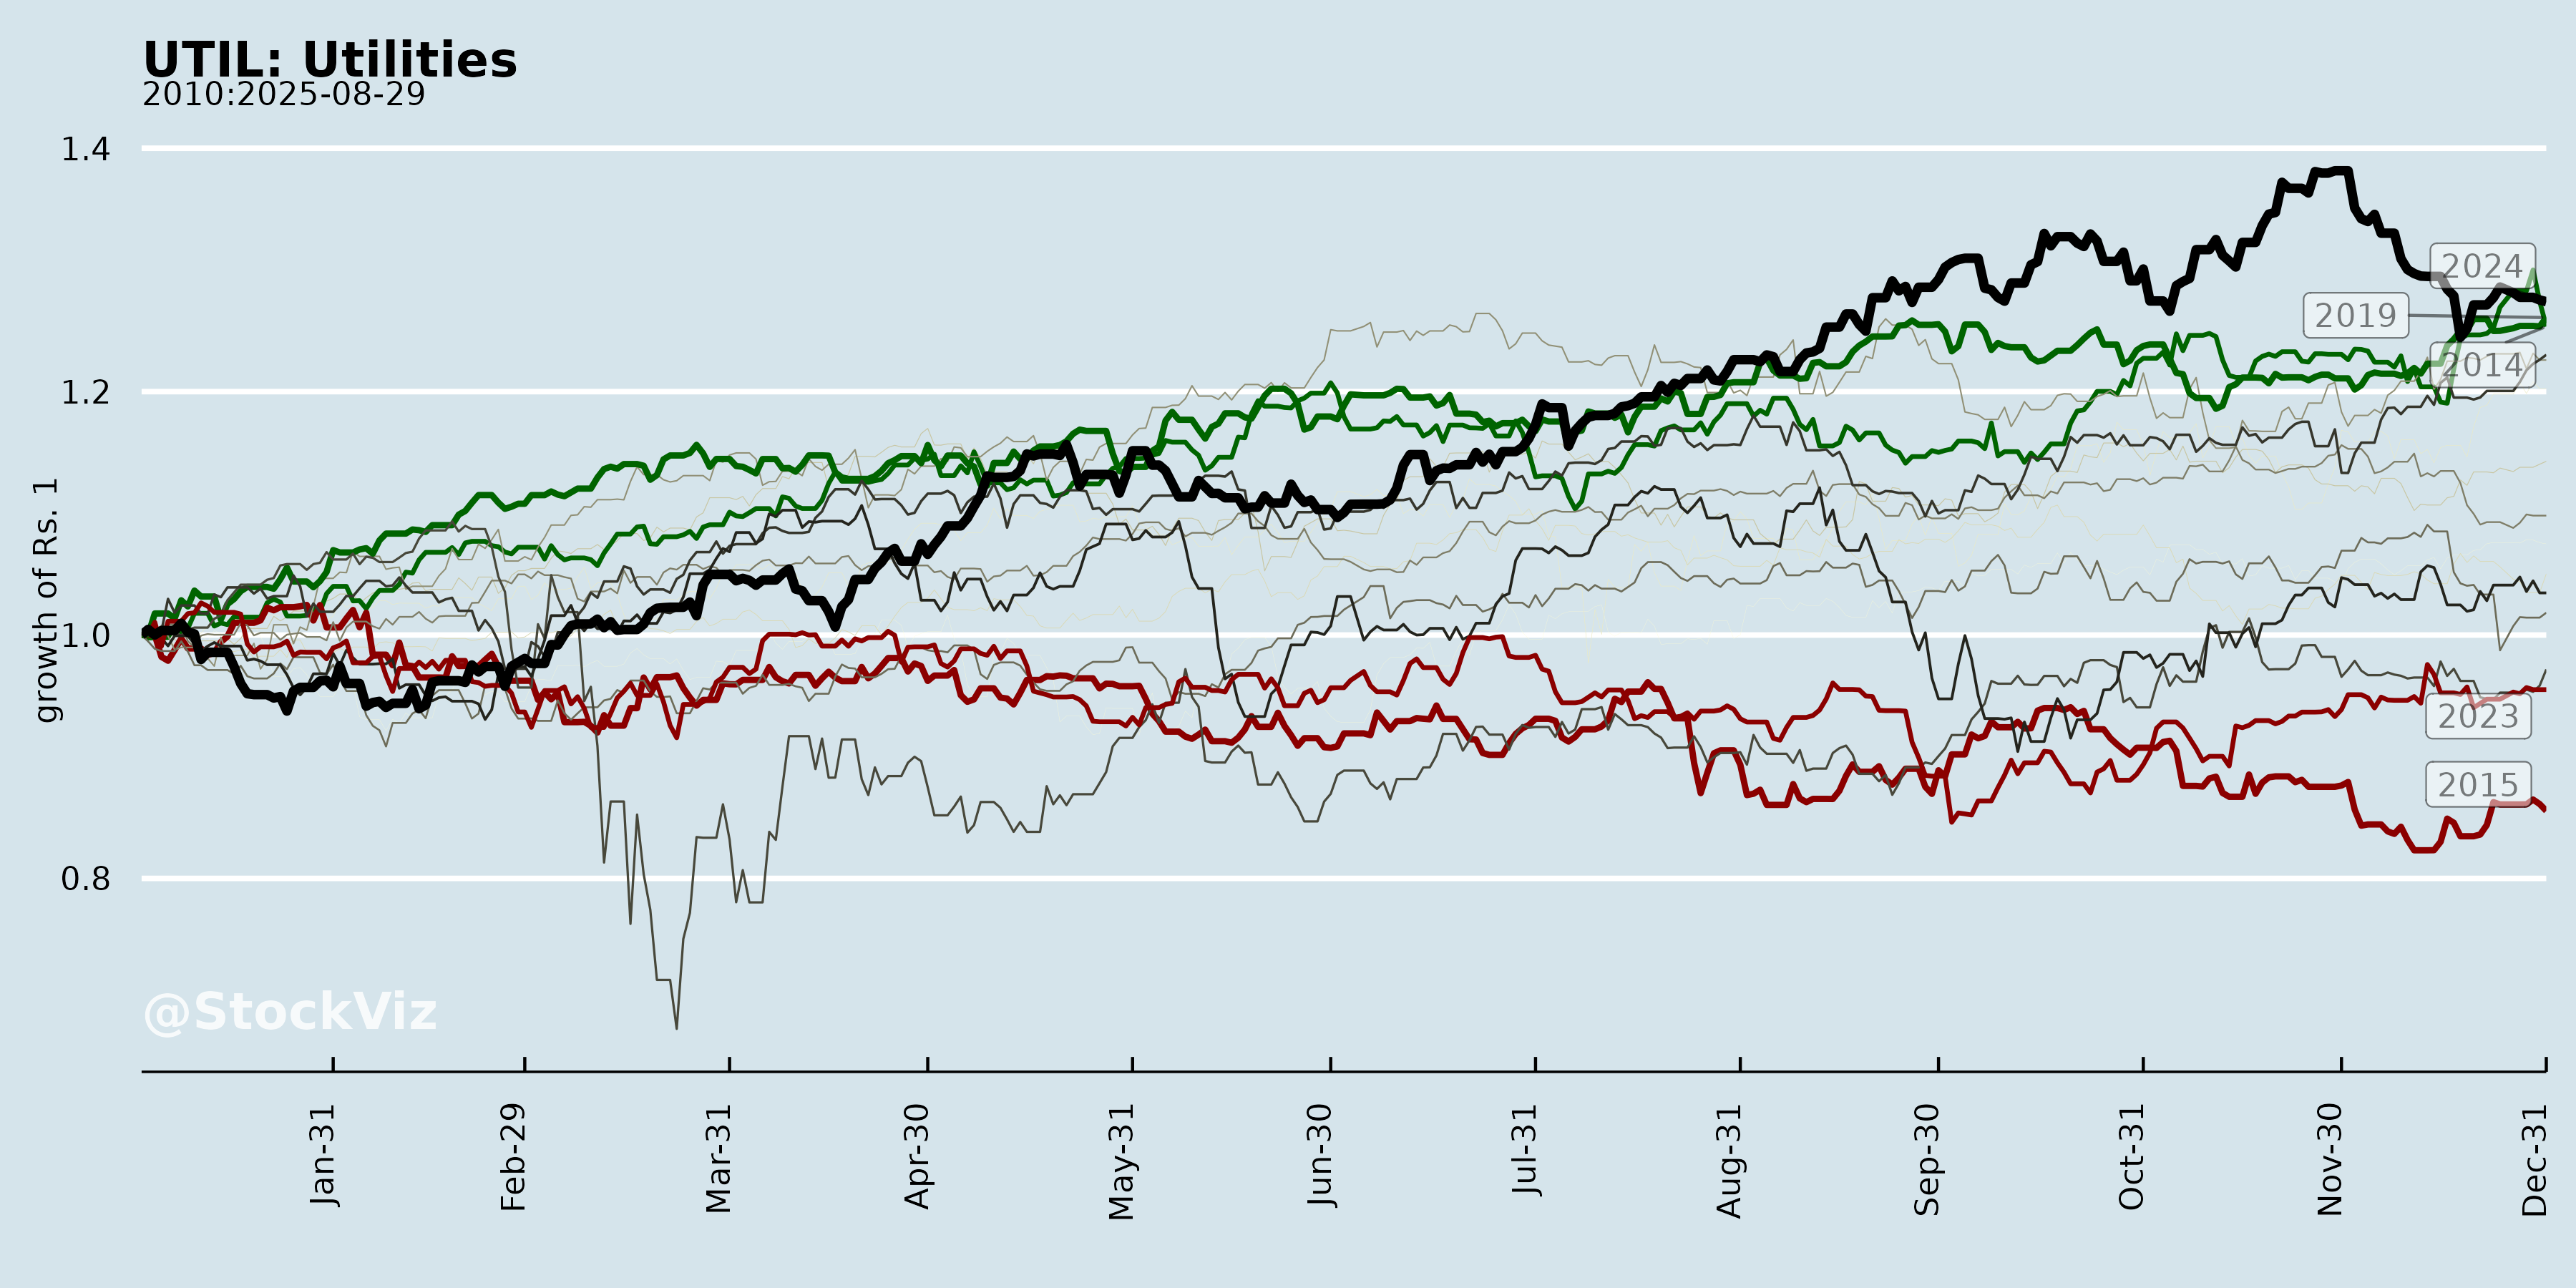 UTIL: Utilities
2010:2025-08-29
growth of Rs. 1
1.4
1.2
1.0
0.8
2024
2019
2014
2023
2015
@StockViz
Jan-31
Feb-29
Mar-31
Apr-30
May-31
Jun-30
Jul-31
Aug-31
Sep-30
Oct-31
Nov-30
Dec-31